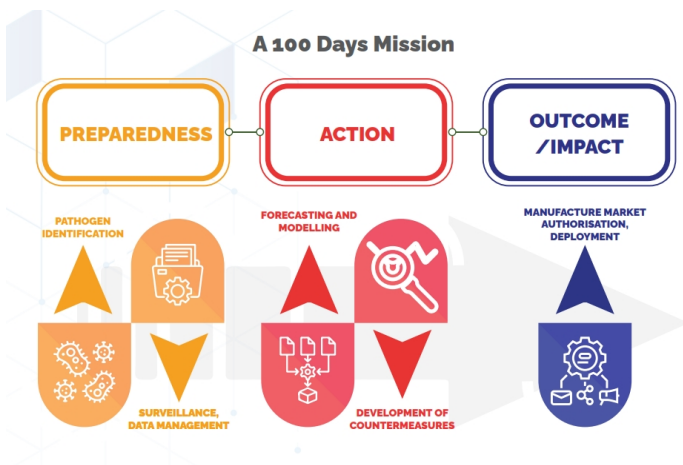 A 100 Days Mission
PREPAREDNESS
ACTION
OUTCOME
/IMPACT
PATHOGEN
IDENTIFICATION
FORECASTING AND
MODELLING
MANUFACTURE MARKET
AUTHORISATION,
DEPLOYMENT
SURVEILLANCE,
DATA MANAGEMENT
DEVELOPMENT OF
COUNTERMEASURES